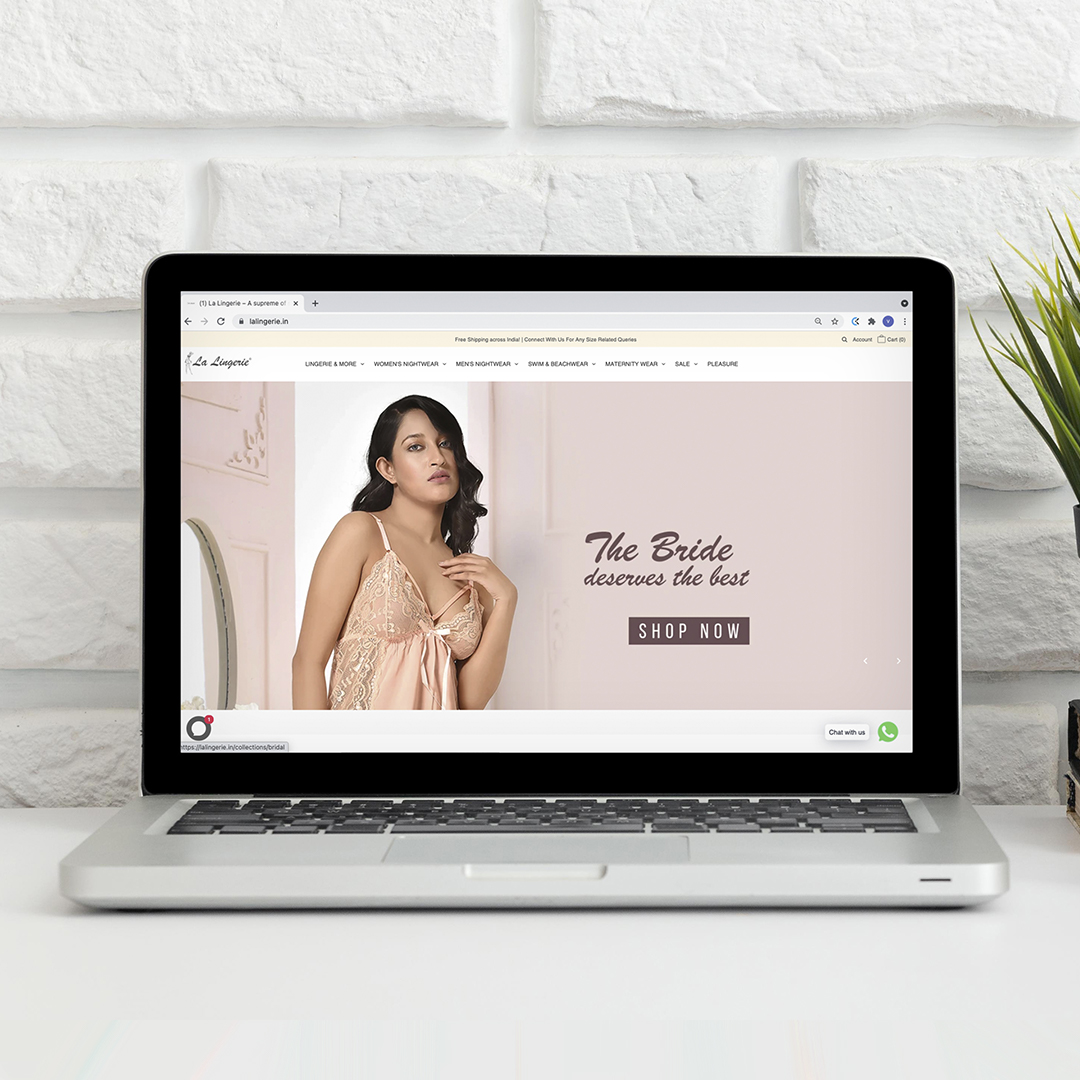 (1) La Lingerie – A supreme of
lalingerie.in
Free Shipping across India! | Connect With Us For Any Size Related Queries
Account
Cart (0)
La Lingerie®
LINGERIE & MORE
WOMEN'S NIGHTWEAR
MEN'S NIGHTWEAR
SWIM & BEACHWEAR
MATERNITY WEAR
SALE
PLEASURE
The Bride
deserves the best
SHOP NOW
1
Chat with us
https://lalingerie.in/collections/bridal